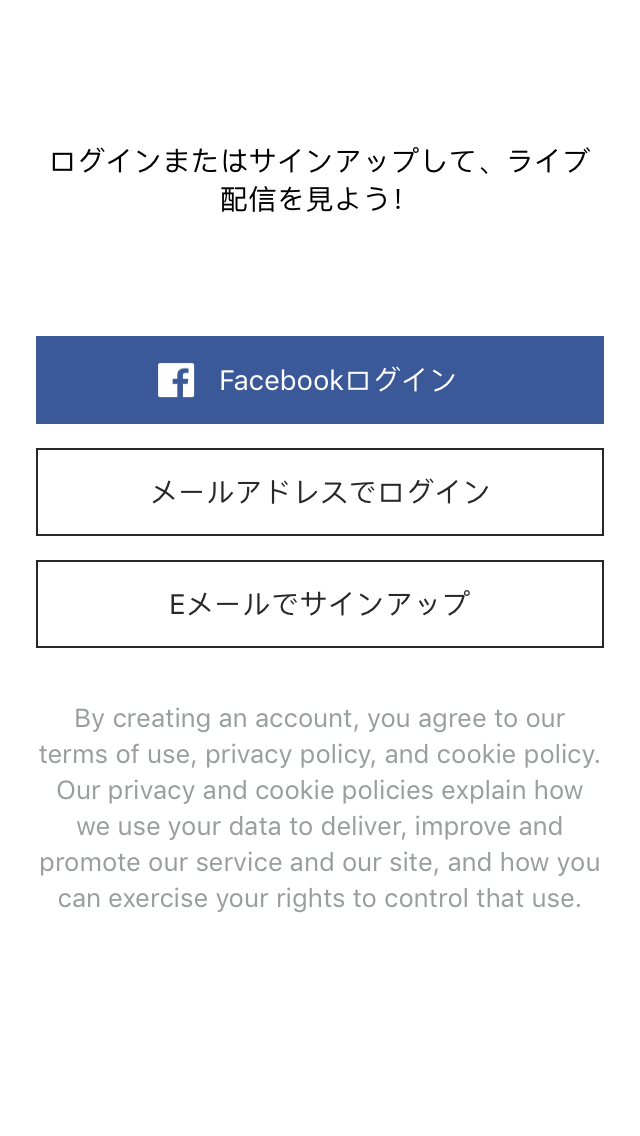 ログインまたはサインアップして、ライブ
配信を見よう!
Facebookログイン
メールアドレスでログイン
Eメールでサインアップ
By creating an account, you agree to our
terms of use, privacy policy, and cookie policy.
Our privacy and cookie policies explain how
we use your data to deliver, improve and
promote our service and our site, and how you
can exercise your rights to control that use.